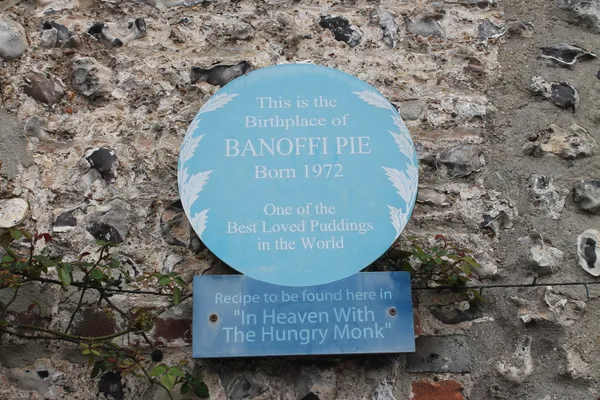 This is the
Birthplace of
BANOFFI PIE
Born 1972
One of the
Best Loved Puddings
in the World
Recipe to be found here in
"In Heaven With
The Hungry Monk"